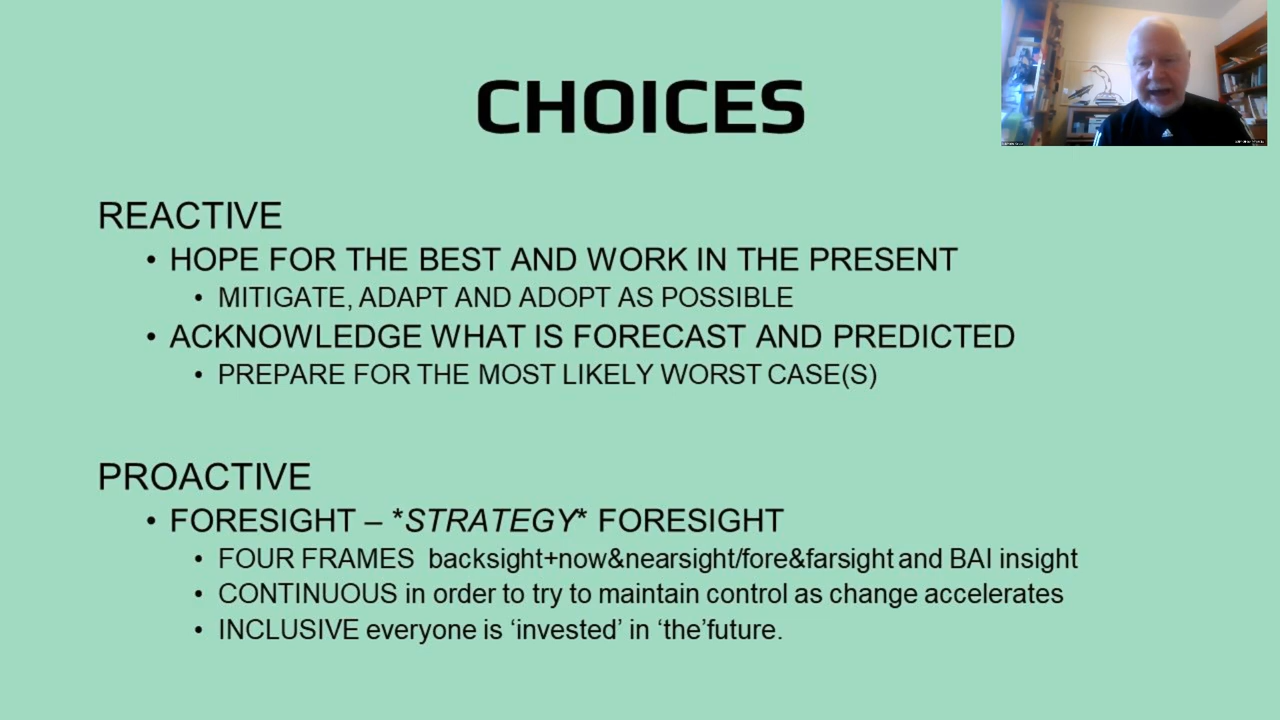 CHOICES
REACTIVE
• HOPE FOR THE BEST AND WORK IN THE PRESENT
• MITIGATE, ADAPT AND ADOPT AS POSSIBLE
• ACKNOWLEDGE WHAT IS FORECAST AND PREDICTED
• PREPARE FOR THE MOST LIKELY WORST CASE(S)
PROACTIVE
• FORESIGHT – *STRATEGY* FORESIGHT
• FOUR FRAMES backsight+now&nearsight/fore&farsight and BAI insight
• CONTINUOUS in order to try to maintain control as change accelerates
• INCLUSIVE everyone is ‘invested’ in ‘the’future.
adidas